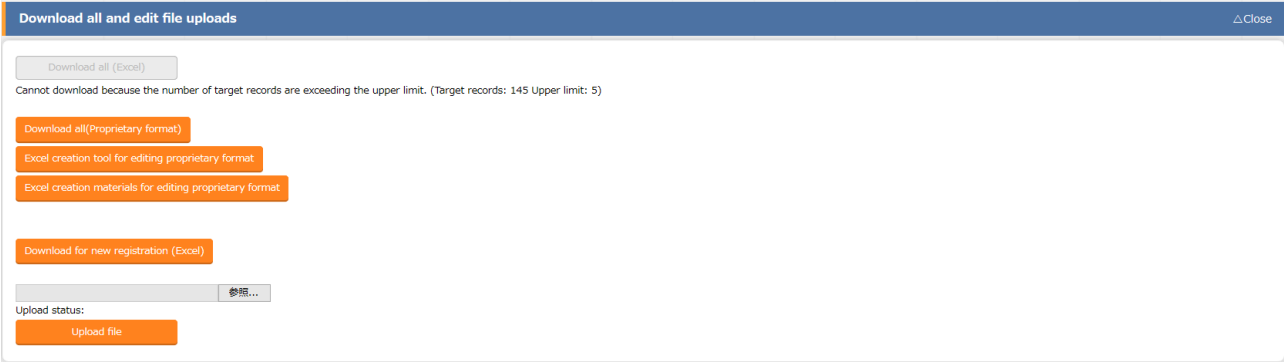 Download all and edit file uploads
△Close
Download all (Excel)
Cannot download because the number of target records are exceeding the upper limit. (Target records: 145 Upper limit: 5)
Download all(Proprietary format)
Excel creation tool for editing proprietary format
Excel creation materials for editing proprietary format
Download for new registration (Excel)
参照...
Upload status:
Upload file